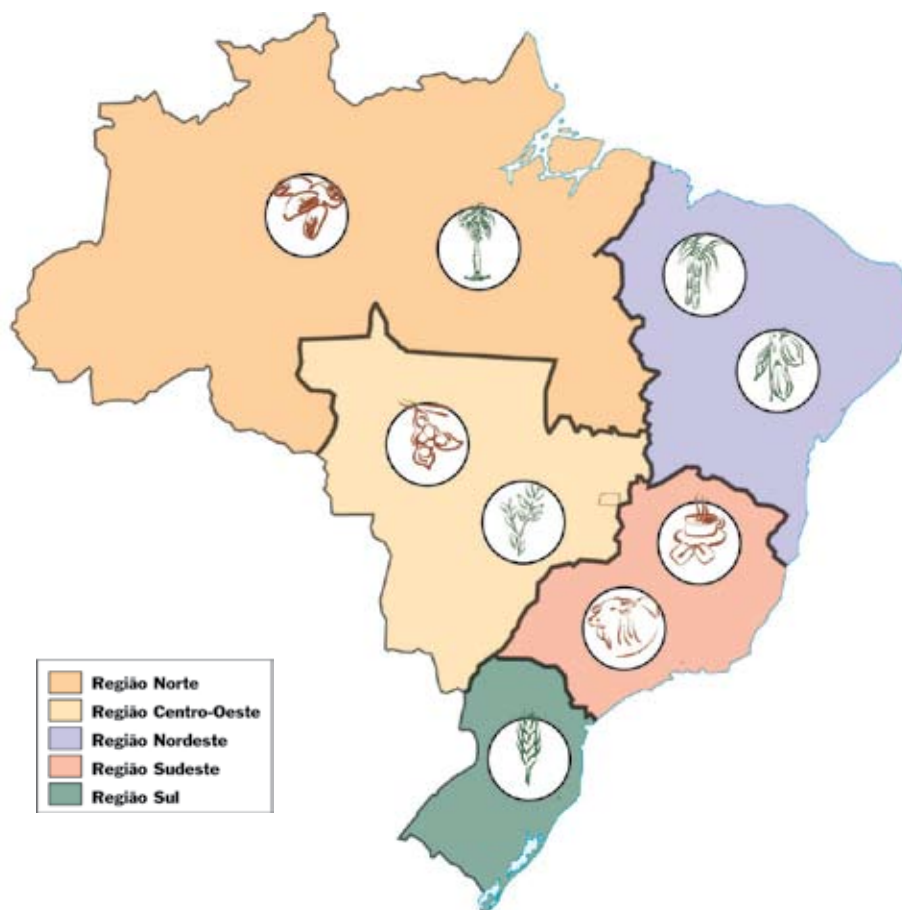 Região Norte
Região Centro-Oeste
Região Nordeste
Região Sudeste
Região Sul